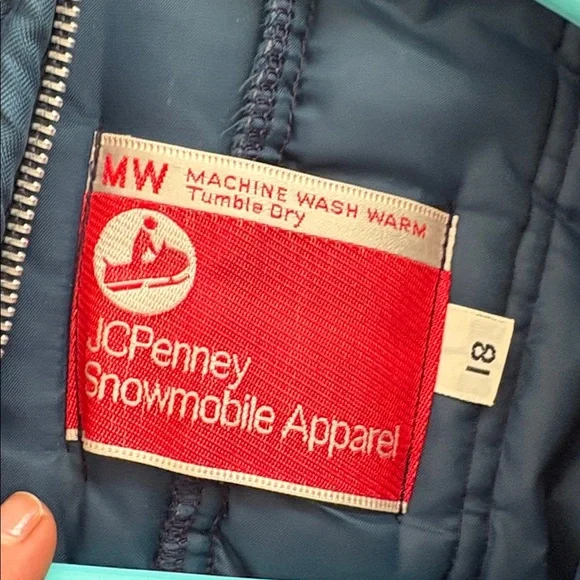 MW MACHINE WASH WARM
Tumble Dry
JCPenney
Snowmobile Apparel
18